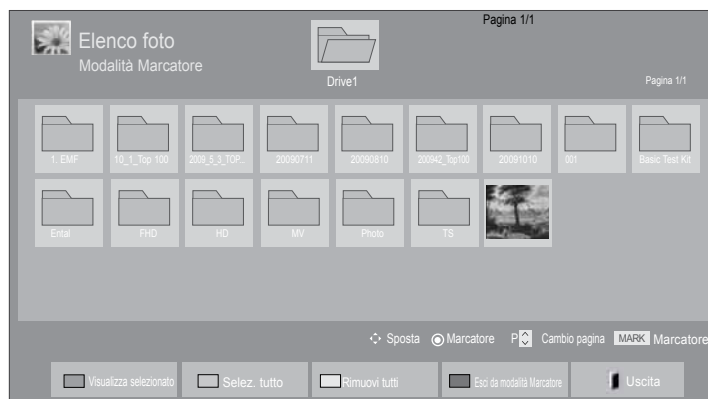 Pagina 1/1
Elenco foto
Modalità Marcatore
Drive1
Pagina 1/1
1. EMF
10_1_Top 100
2009_5_3_TOP...
20090711
20090810
200942_Top100
20091010
001
Basic Test Kit
Ental
FHD
HD
MV
Photo
TS
Sposta Marcatore P Cambio pagina MARK Marcatore
Visualizza selezionato Selez. tutto Rimuovi tutti Esci da modalità Marcatore Uscita